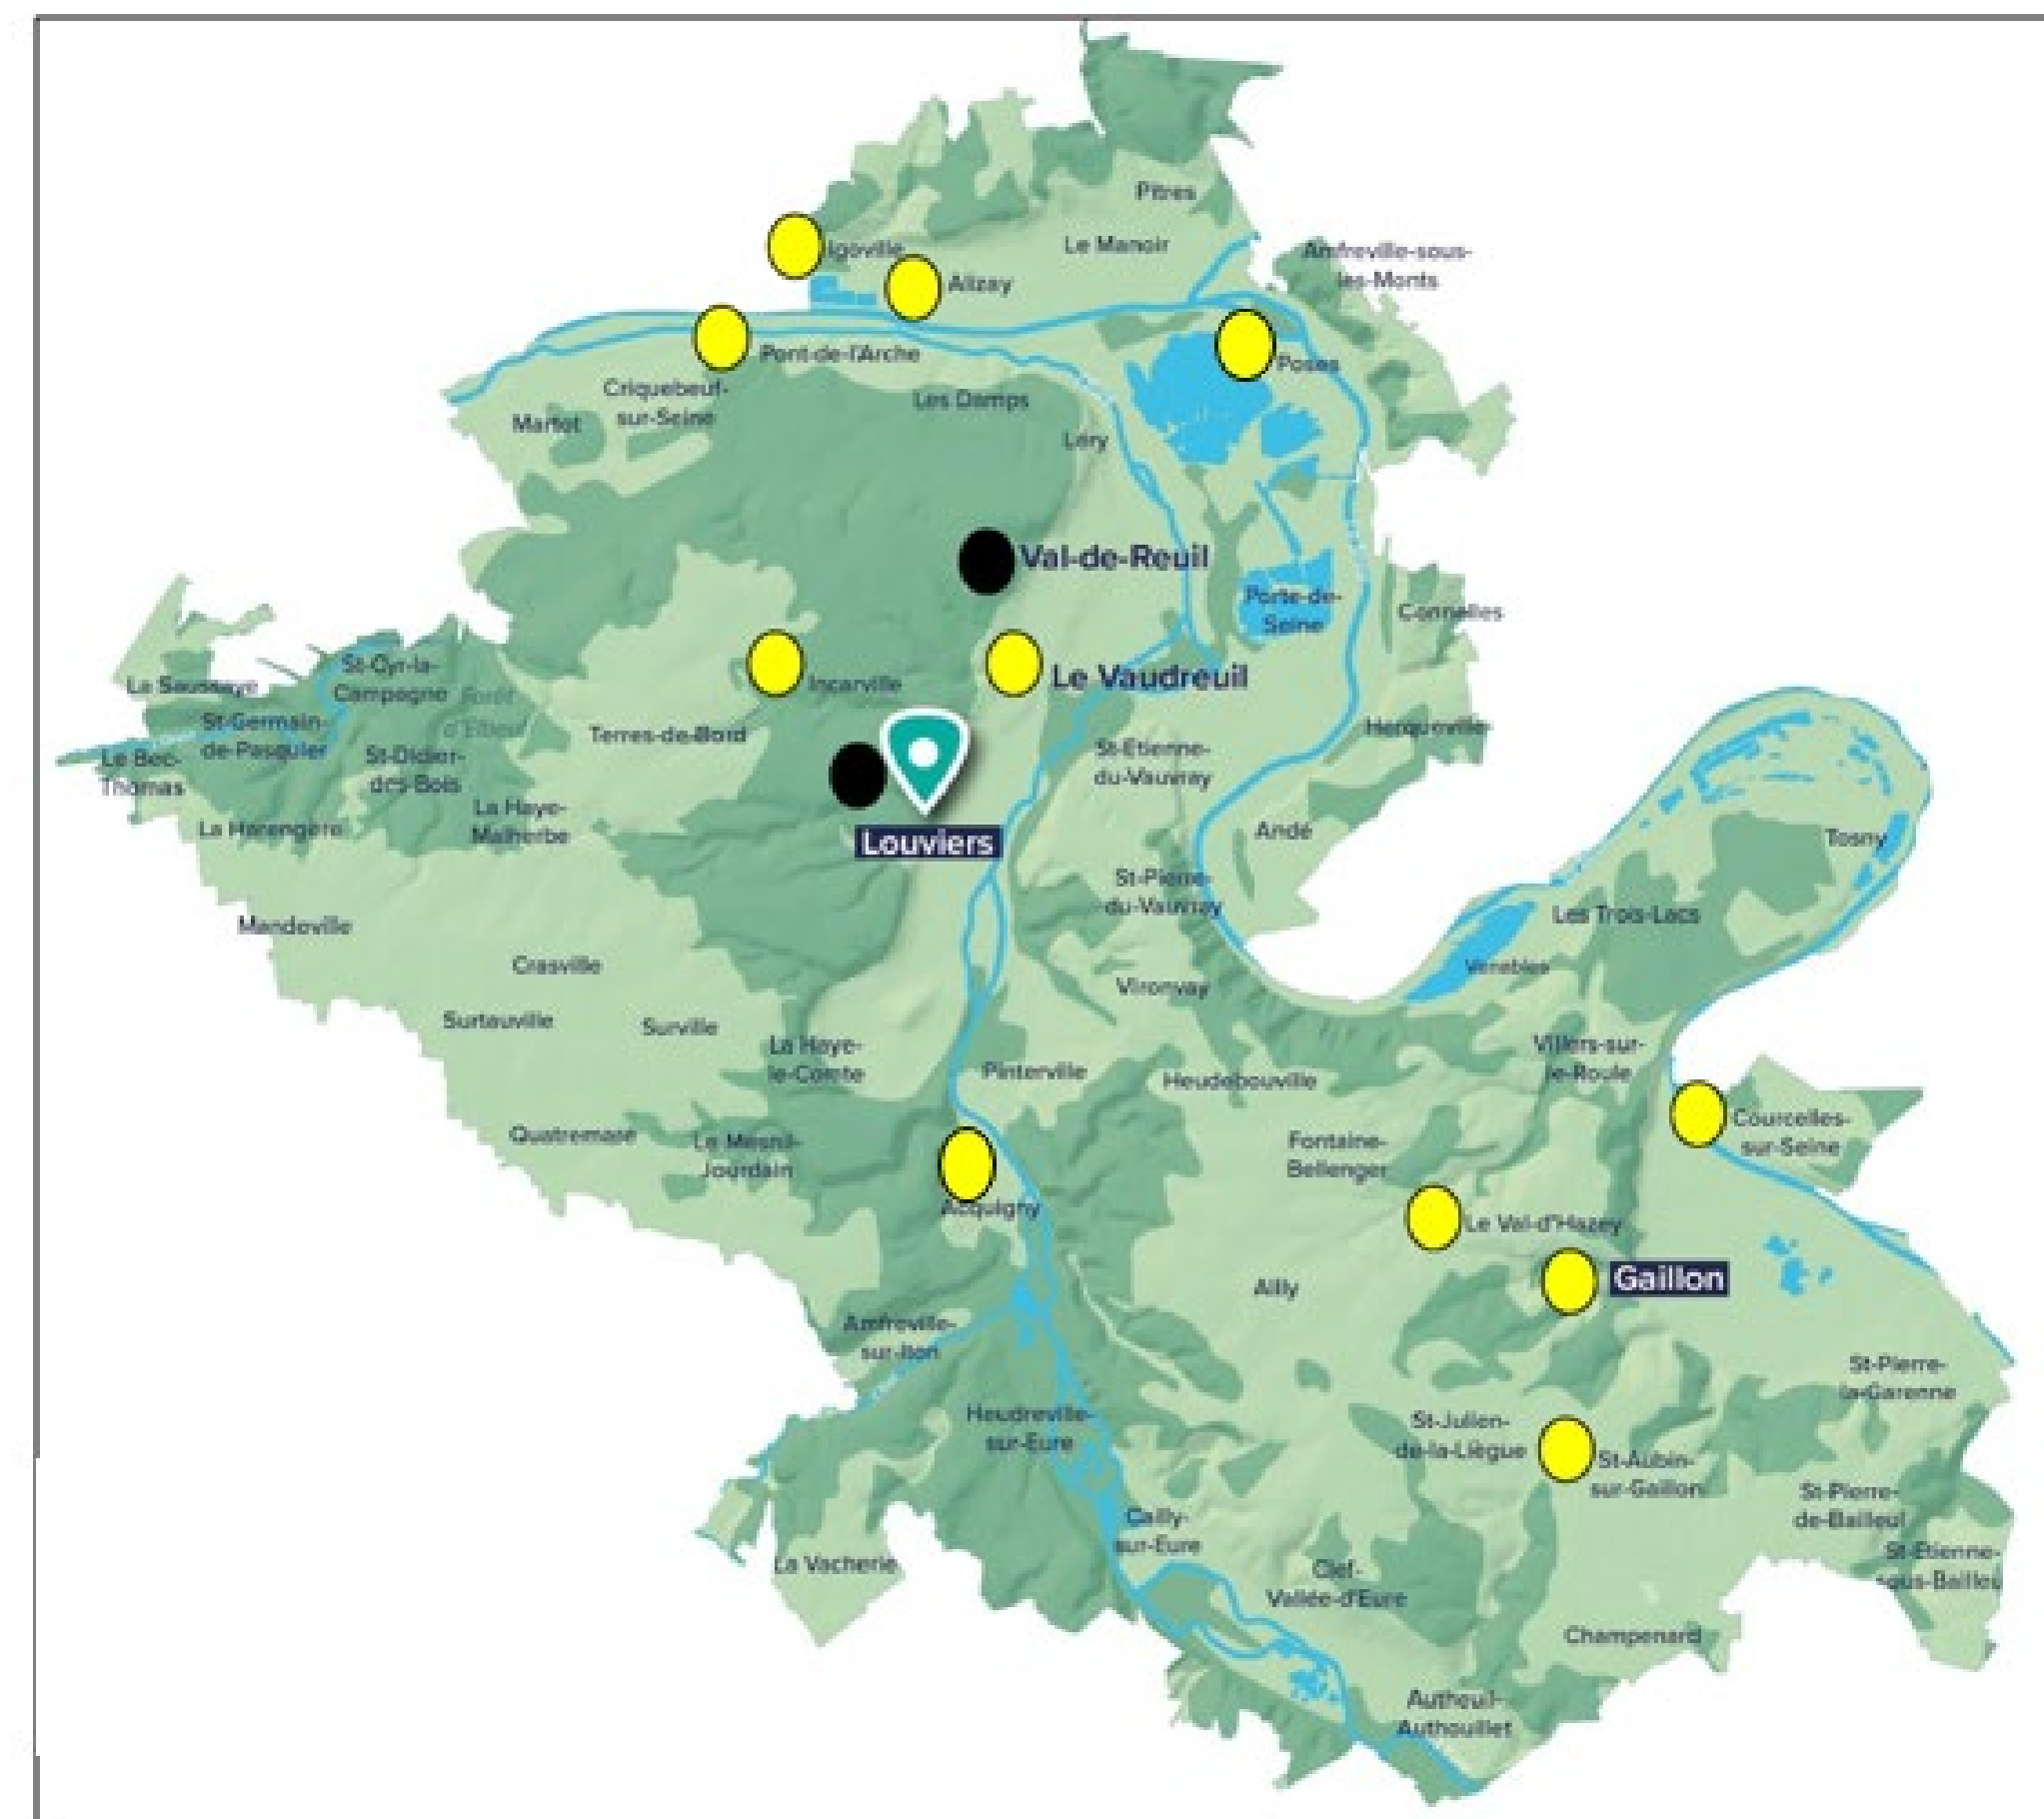 Pitres
Le Manoir
Igoville
Amfreville-sous-
les-Monts
Alizay
Pont-de-l'Arche
Poses
Criquebeuf-
sur-Seine
Les Damps
Martot
Léry
Val-de-Reuil
Porte-de-
Seine
Connelles
St-Cyr-la-
Campagne
La Saussaye
Forêt
d'Elbeuf
Incarville
Le Vaudreuil
St-Germain-
de-Pasquier
Terres-de-Bord
Herqueville
Le Bec-
Thomas
St-Didier-
des-Bois
St-Etienne-
du-Vauvray
La Haye-
Malherbe
La Harengère
Louviers
Andé
Tosny
St-Pierre-
du-Vauvray
Les Trois-Lacs
Mandeville
Crasville
Venables
Vironvay
Surtauville
Surville
La Haye-
le-Comte
Villers-sur-
le-Roule
Pinterville
Heudebouville
Courcelles-
sur-Seine
Quatremare
Le Mesnil-
Jourdain
Fontaine-
Bellenger
Acquigny
Le Val-d'Hazey
Gaillon
Ailly
Amfreville-
sur-Iton
St-Pierre-
la-Garenne
Heudreville-
sur-Eure
St-Julien-
de-la-Liègue
St-Aubin-
sur-Gaillon
St-Pierre-
de-Bailleul
Cailly-
sur-Eure
La Vacherie
St-Etienne-
sous-Bailleu
Clef-
Vallée-d'Eure
Champenard
Autheuil-
Authouillet